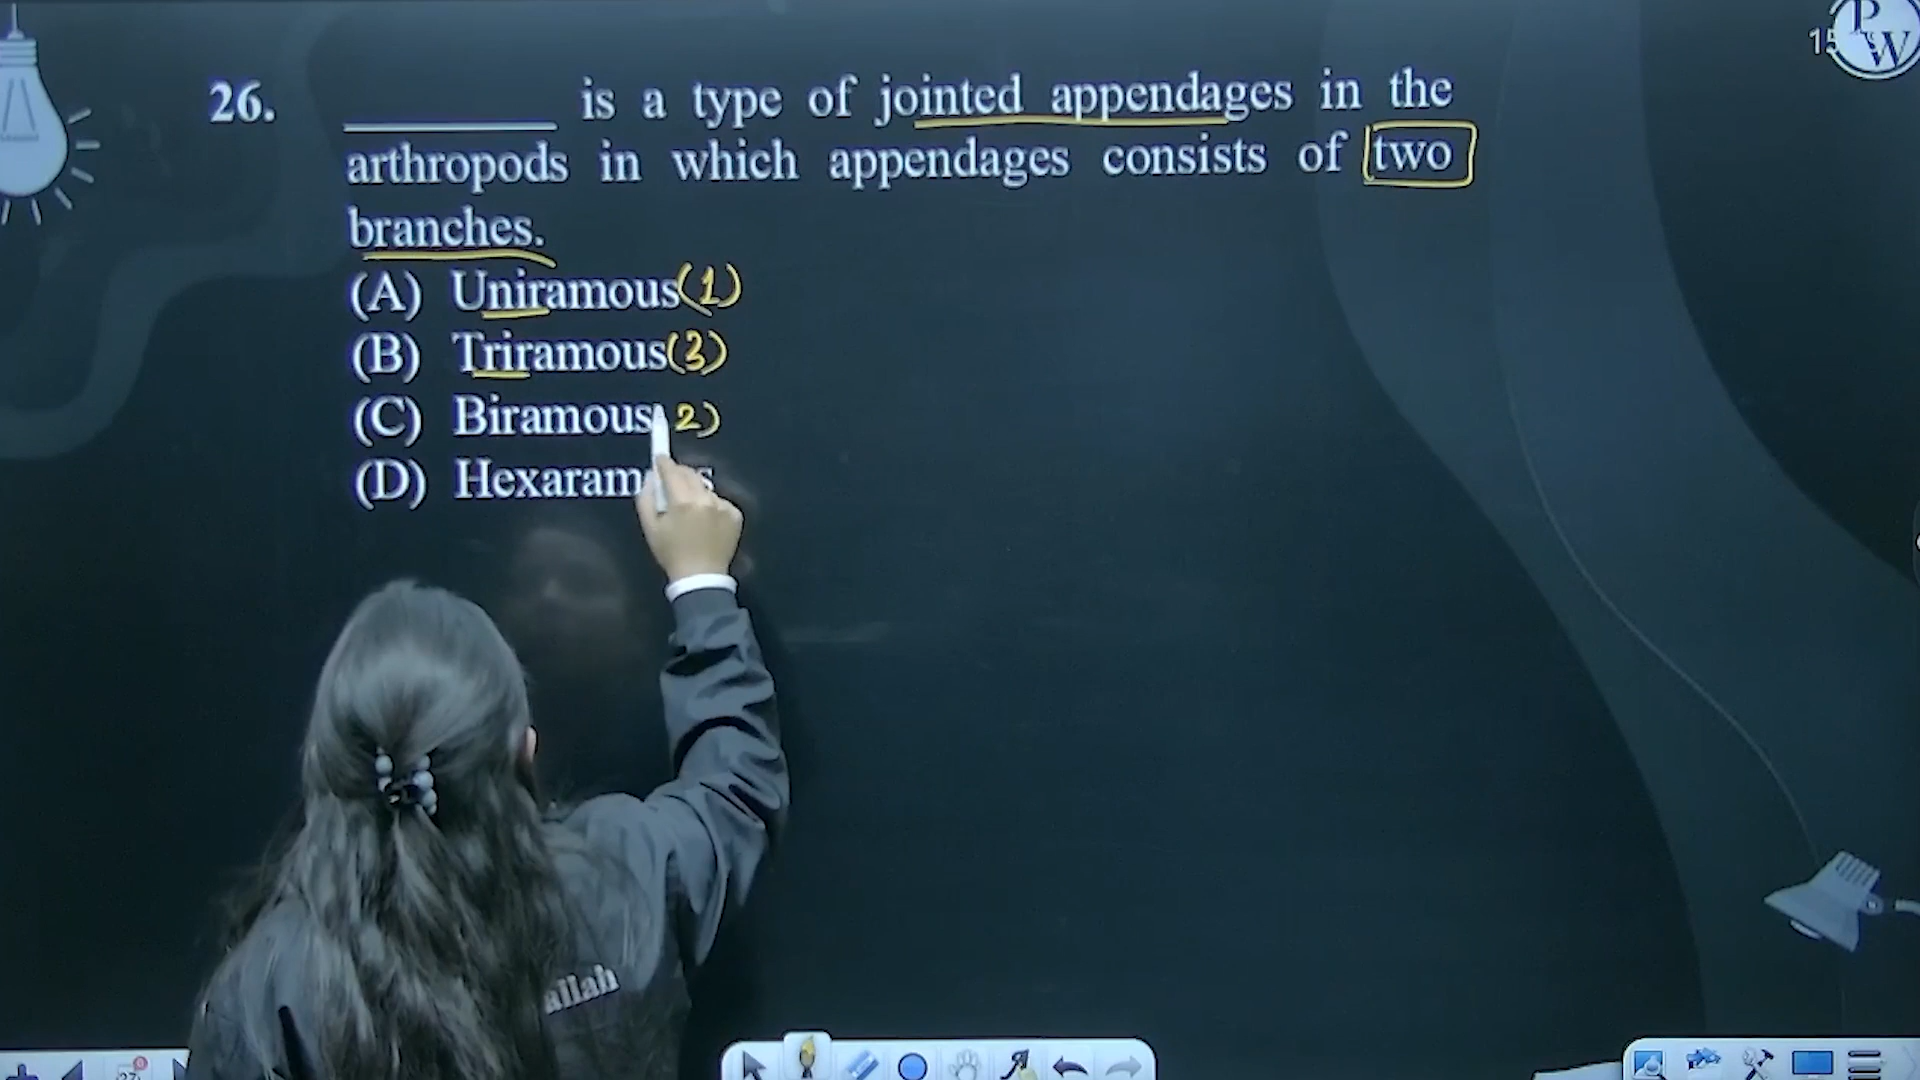 26. ________ is a type of jointed appendages in the
arthropods in which appendages consists of two
branches.
(A) Uniramous (1)
(B) Triramous (3)
(C) Biramous 2)
(D)
PW
allah